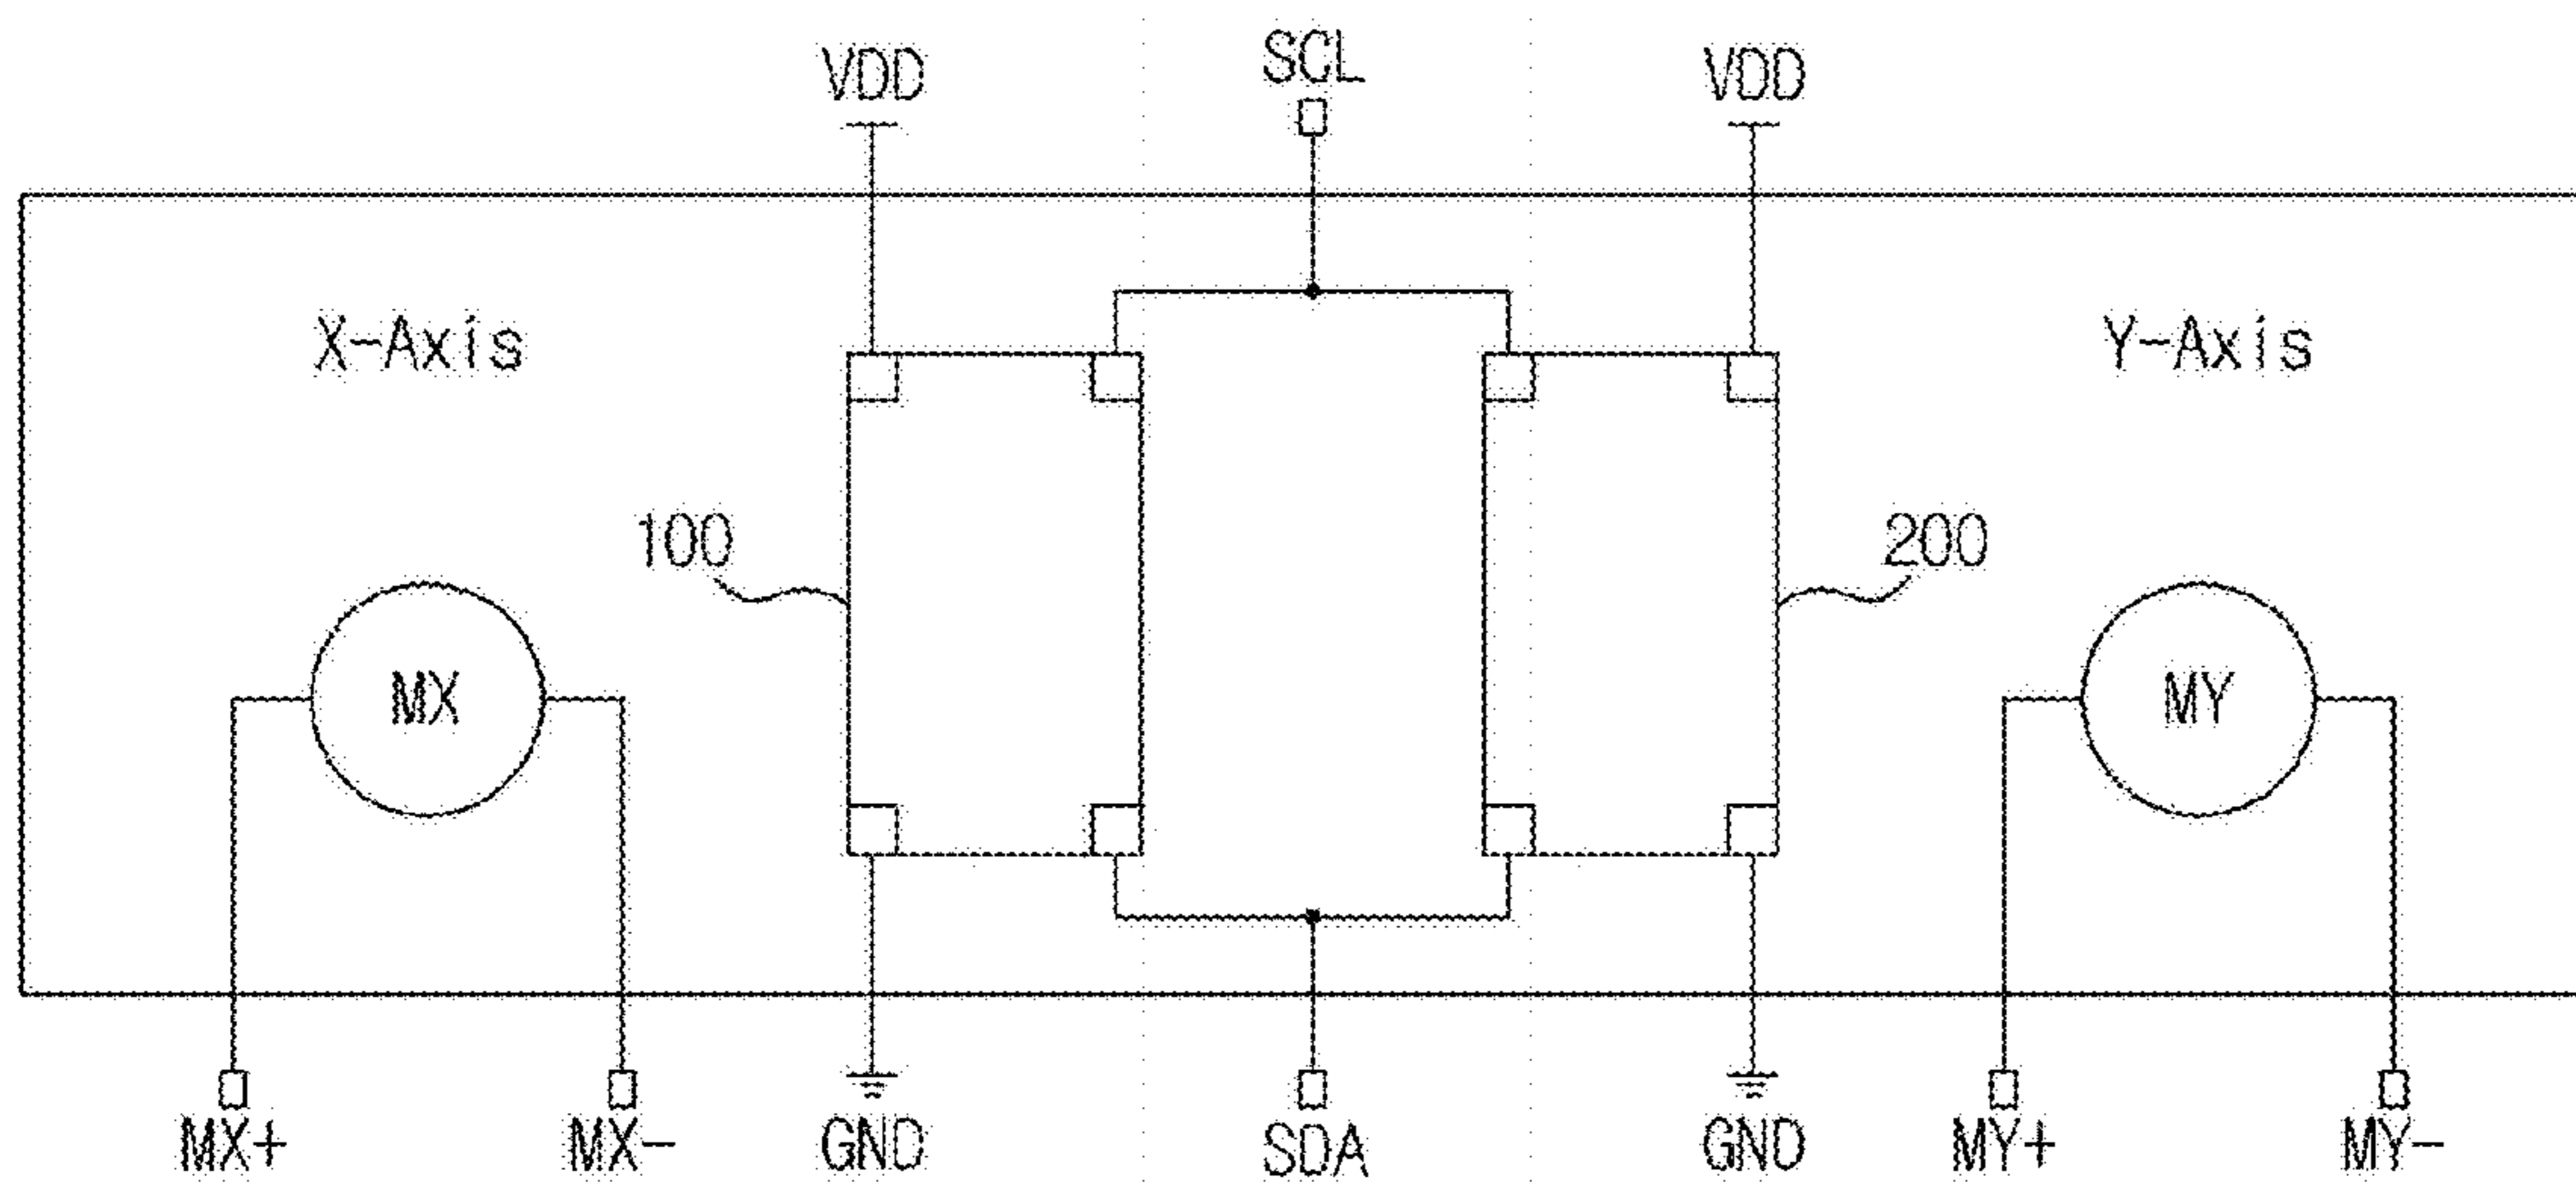 VDD SCL VDD
X-Axis Y-Axis
100 200
MX MY
MX+ MX- GND SDA GND MY+ MY-